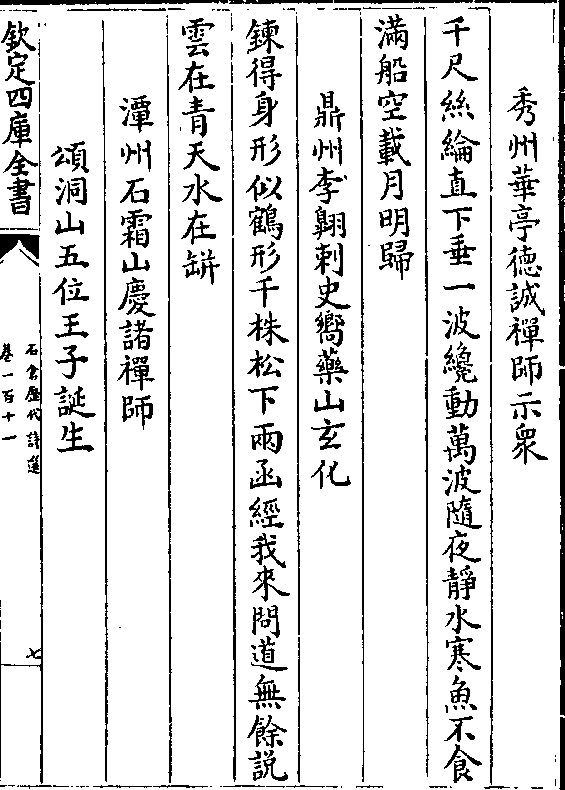 秀州華亭德誠禪師示衆
千尺絲綸直下垂一波纔動萬波隨夜靜水寒魚不食
滿船空載月明歸
鼎州李翺刺史嚮藥山玄化
鍊得身形似鶴形千株松下兩函經我來問道無餘説
雲在青天水在缾
潭州石霜山慶諸禪師
頌洞山五位王子誕生
欽定四庫全書
石倉歷代詩選
卷一百十一
七